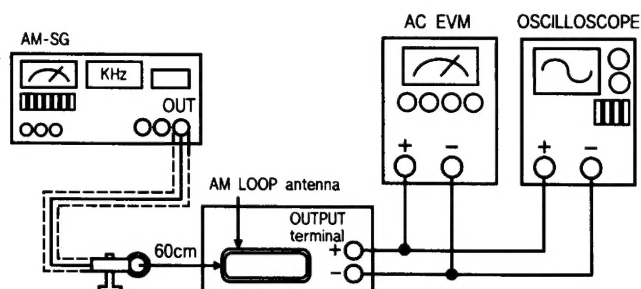 AM-SG
KHz
OUT
AC EVM
OSCILLOSCOPE
+ −
+ −
AM LOOP antenna
60cm
OUTPUT
terminal
+
−